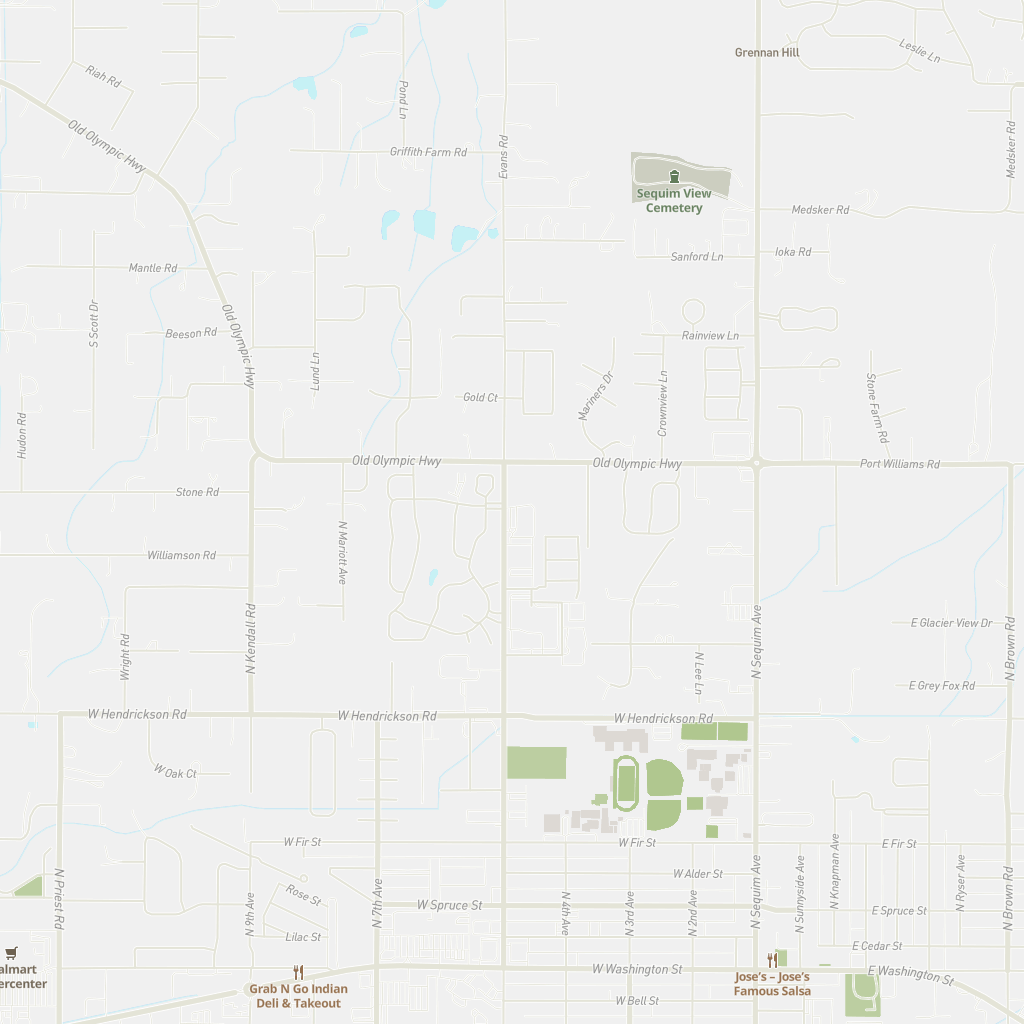 Grennan Hill
Leslie Ln
Riah Rd
Pond Ln
Old Olympic Hwy
Evans Rd
Griffith Farm Rd
Medsker Rd
Sequim View
Cemetery
Medsker Rd
Sanford Ln
Ioka Rd
Mantle Rd
S Scott Dr
Beeson Rd
Old Olympic Hwy
Rainview Ln
Lund Ln
Gold Ct
Mariners Dr
Crownview Ln
Stone Farm Rd
Hudon Rd
Old Olympic Hwy
Old Olympic Hwy
Port Williams Rd
Stone Rd
N Mariott Ave
Williamson Rd
Wright Rd
N Kendall Rd
N Sequim Ave
E Glacier View Dr
N Brown Rd
N Lee Ln
E Grey Fox Rd
W Hendrickson Rd
W Hendrickson Rd
W Hendrickson Rd
W Oak Ct
W Fir St
W Fir St
E Fir St
N Priest Rd
N 9th Ave
Rose St
N 7th Ave
W Spruce St
N 4th Ave
N 3rd Ave
W Alder St
N 2nd Ave
N Sequim Ave
N Sunnyside Ave
N Knapman Ave
E Spruce St
N Ryser Ave
N Brown Rd
Lilac St
E Cedar St
almart
ercenter
Grab N Go Indian
Deli & Takeout
W Washington St
Jose's – Jose's
Famous Salsa
E Washington St
W Bell St